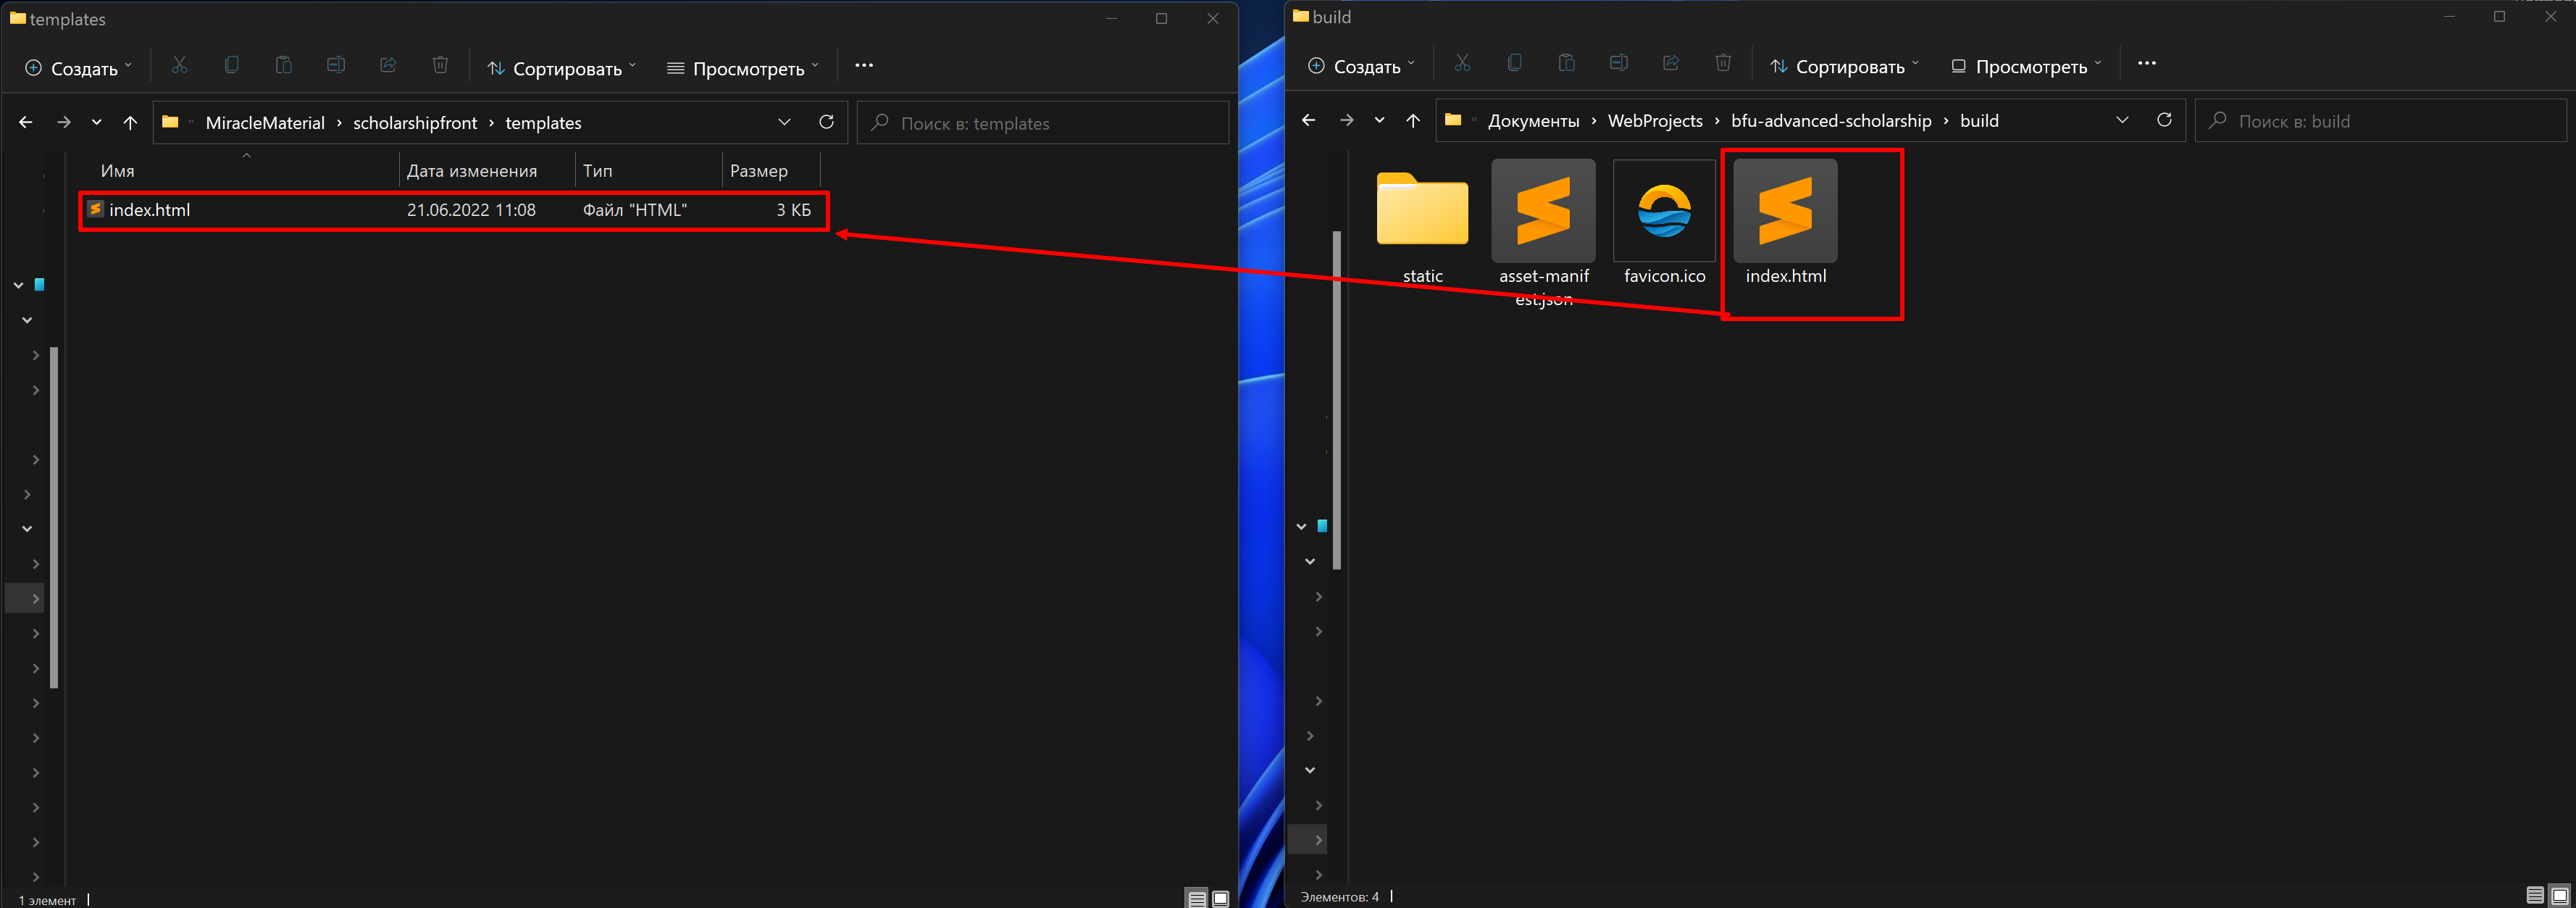 templates
Создать
Сортировать
Просмотреть
MiracleMaterial › scholarshipfront › templates
Поиск в: templates
Имя Дата изменения Тип Размер
index.html 21.06.2022 11:08 Файл "HTML" 3 КБ
1 элемент
build
Создать
Сортировать
Просмотреть
Документы › WebProjects › bfu-advanced-scholarship › build
Поиск в: build
static
asset-manif
est.json
favicon.ico
index.html
Элементов: 4